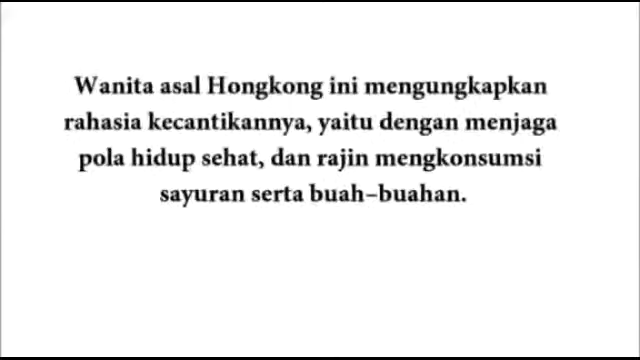 Wanita asal Hongkong ini mengungkapkan
rahasia kecantikannya, yaitu dengan menjaga
pola hidup sehat, dan rajin mengkonsumsi
sayuran serta buah–buahan.